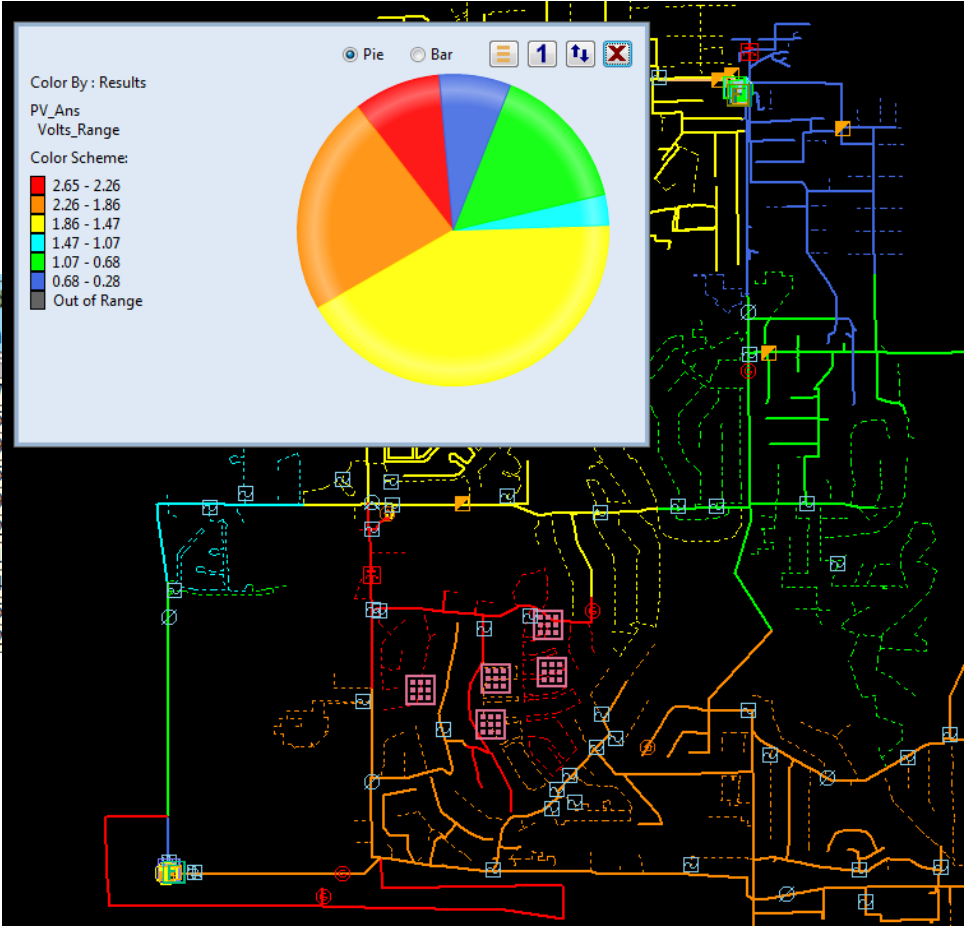 Pie
Bar
1
Color By : Results
PV_Ans
Volts_Range
Color Scheme:
2.65 - 2.26
2.26 - 1.86
1.86 - 1.47
1.47 - 1.07
1.07 - 0.68
0.68 - 0.28
Out of Range